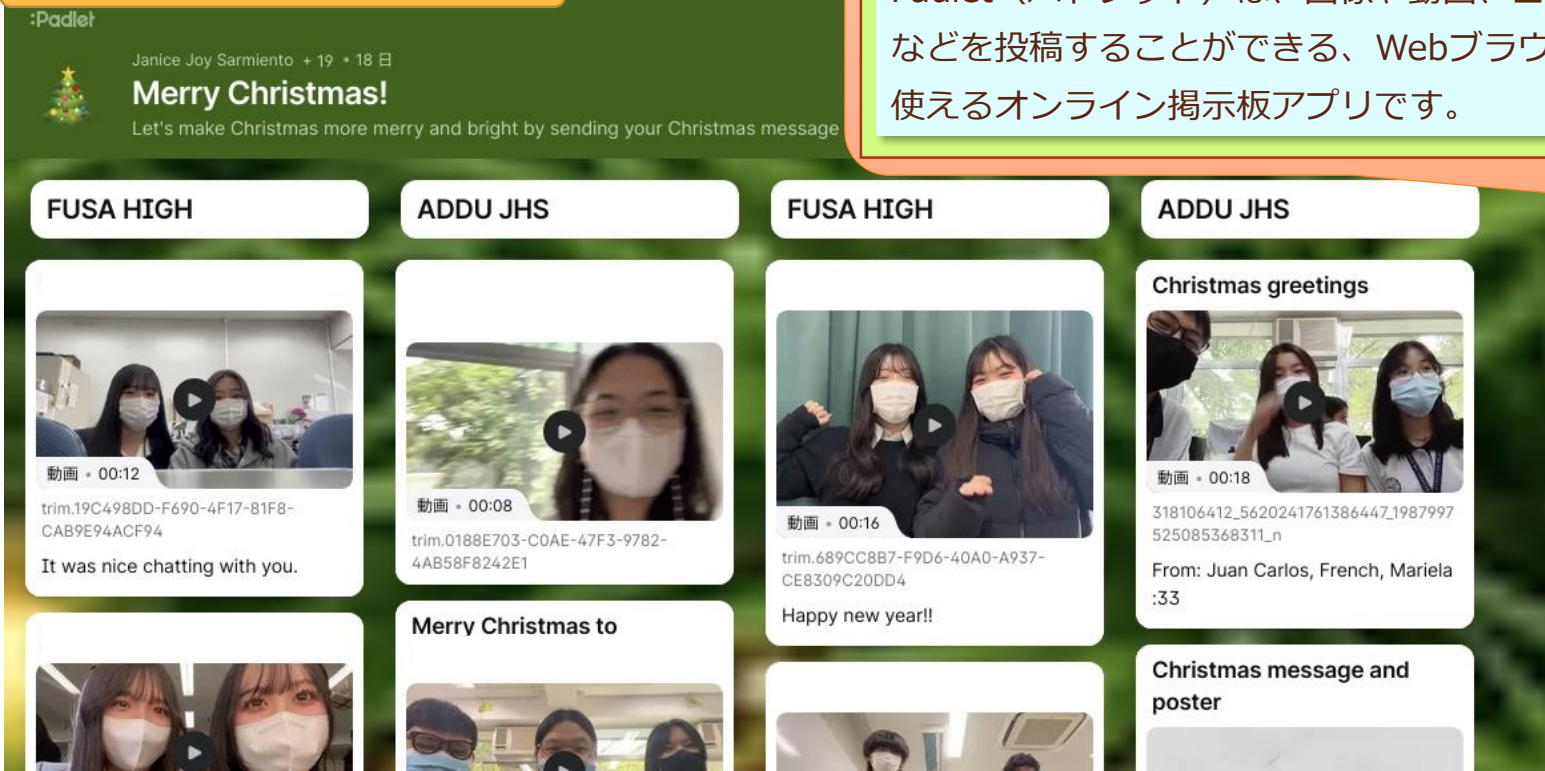 :Padlet
Janice Joy Sarmiento + 19 • 18 日
Merry Christmas!
Let's make Christmas more merry and bright by sending your Christmas message
などを投稿することができる、Webブラウ
使えるオンライン掲示板アプリです。
FUSA HIGH
動画 • 00:12
trim.19C498DD-F690-4F17-81F8-
CAB9E94ACF94
It was nice chatting with you.
ADDU JHS
動画 • 00:08
trim.0188E703-C0AE-47F3-9782-
4AB58F8242E1
Merry Christmas to
FUSA HIGH
動画 • 00:16
trim.689CC8B7-F9D6-40A0-A937-
CE8309C20DD4
Happy new year!!
ADDU JHS
Christmas greetings
動画 • 00:18
318106412_5620241761386447_1987997
525085368311_n
From: Juan Carlos, French, Mariela
:33
Christmas message and
poster